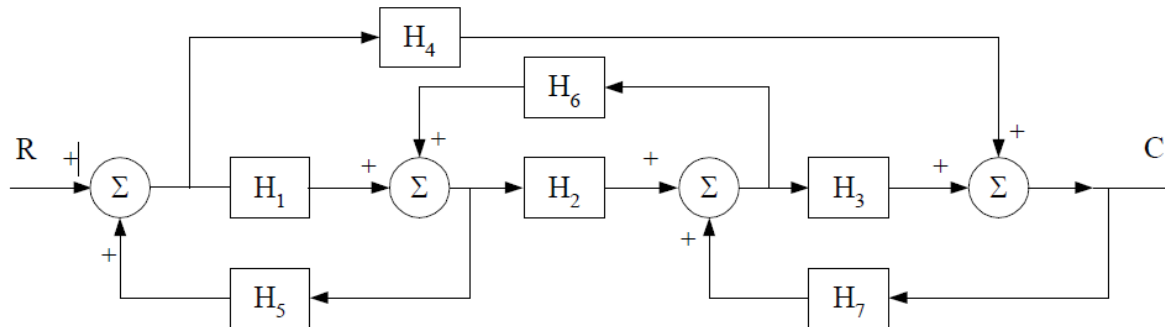 H4
H6
R + + + + + + C
Σ H1 Σ H2 Σ H3 Σ
+ +
H5 H7